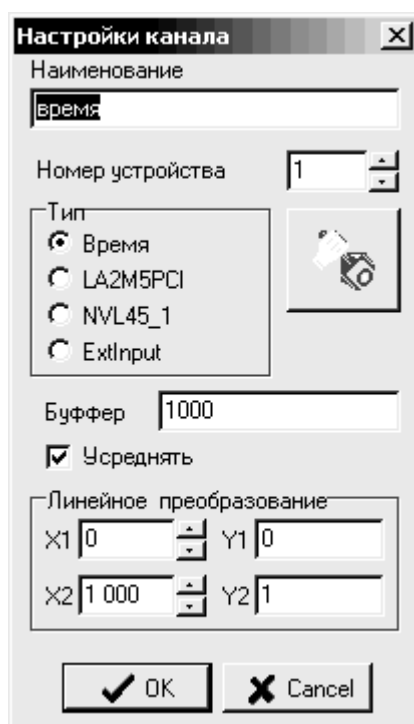 Настройки канала
Наименование
время
Номер устройства 1
Тип
Время
LA2M5PCI
NVL45_1
ExtInput
Буффер 1000
Усреднять
Линейное преобразование
X1 0 Y1 0
X2 1 000 Y2 1
OK Cancel